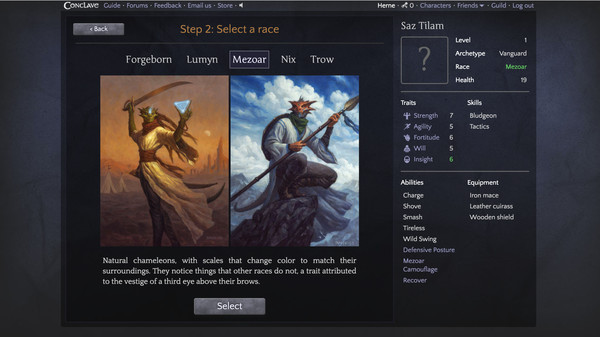 CONCLAVE Guide · Forums · Feedback · Email us · Store · Herne · 0 · Characters · Friends · Guild · Log out
‹ Back
Step 2: Select a race
Forgeborn Lumyn Mezoar Nix Trow
Natural chameleons, with scales that change color to match their
surroundings. They notice things that other races do not, a trait attributed
to the vestige of a third eye above their brows.
Select
Saz Tilam
?
Level 1
Archetype Vanguard
Race Mezoar
Health 19
Traits Skills
Strength 7 Bludgeon
Agility 5 Tactics
Fortitude 6
Will 5
Insight 6
Abilities Equipment
Charge Iron mace
Shove Leather cuirass
Smash Wooden shield
Tireless
Wild Swing
Defensive Posture
Mezoar
Camouflage
Recover